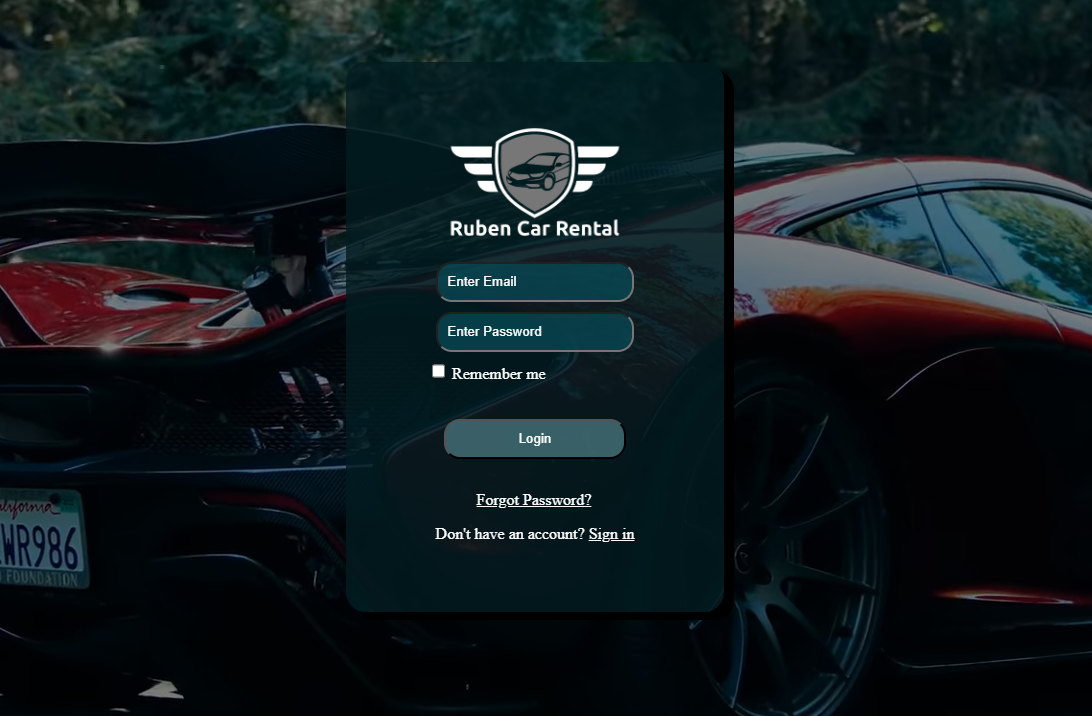 Ruben Car Rental
Enter Email
Enter Password
Remember me
Login
Forgot Password?
Don't have an account? Sign in
California
WR986
FOUNDATION